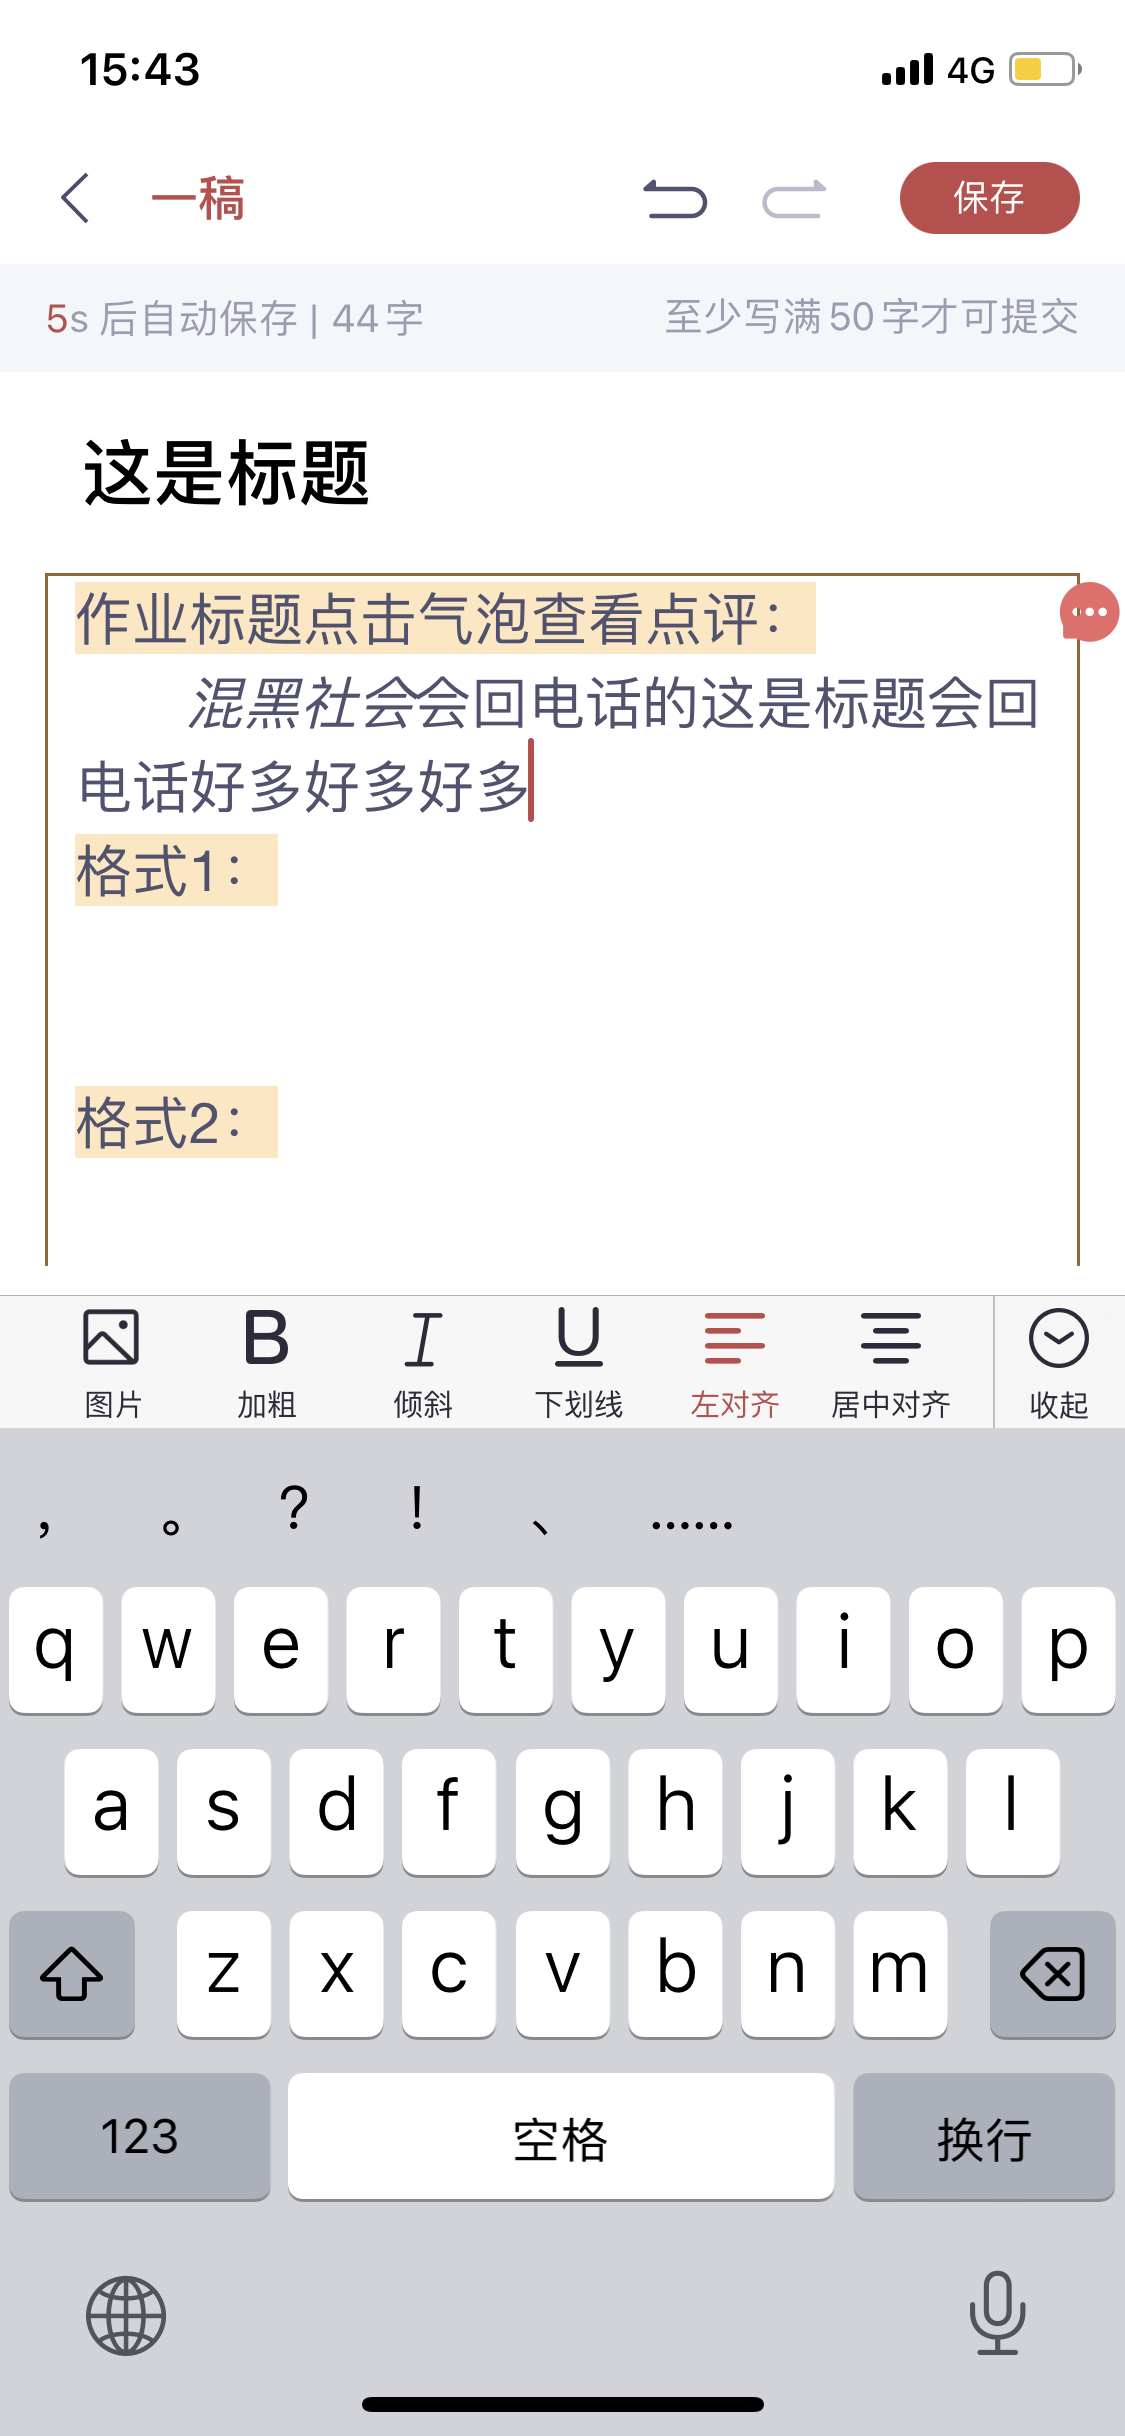 15:43
4G
一稿
保存
5s 后自动保存 | 44字
至少写满 50 字才可提交
这是标题
作业标题点击气泡查看点评：
混黑社会会回电话的这是标题会回
电话好多好多好多
格式1：
格式2：
B I U
图片 加粗 倾斜 下划线 左对齐 居中对齐 收起
， 。 ？ ！ 、 ……
q w e r t y u i o p
a s d f g h j k l
z x c v b n m
123 空格 换行